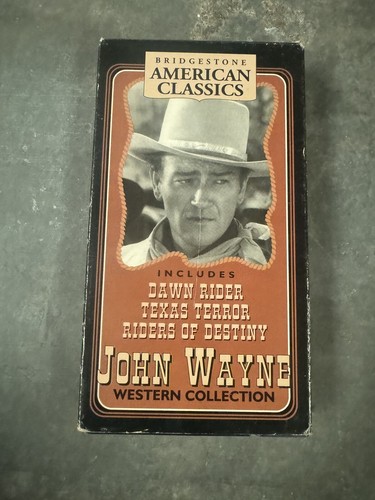 BRIDGESTONE
AMERICAN
CLASSICS
INCLUDES
DAWN RIDER
TEXAS TERROR
RIDERS OF DESTINY
JOHN WAYNE
WESTERN COLLECTION